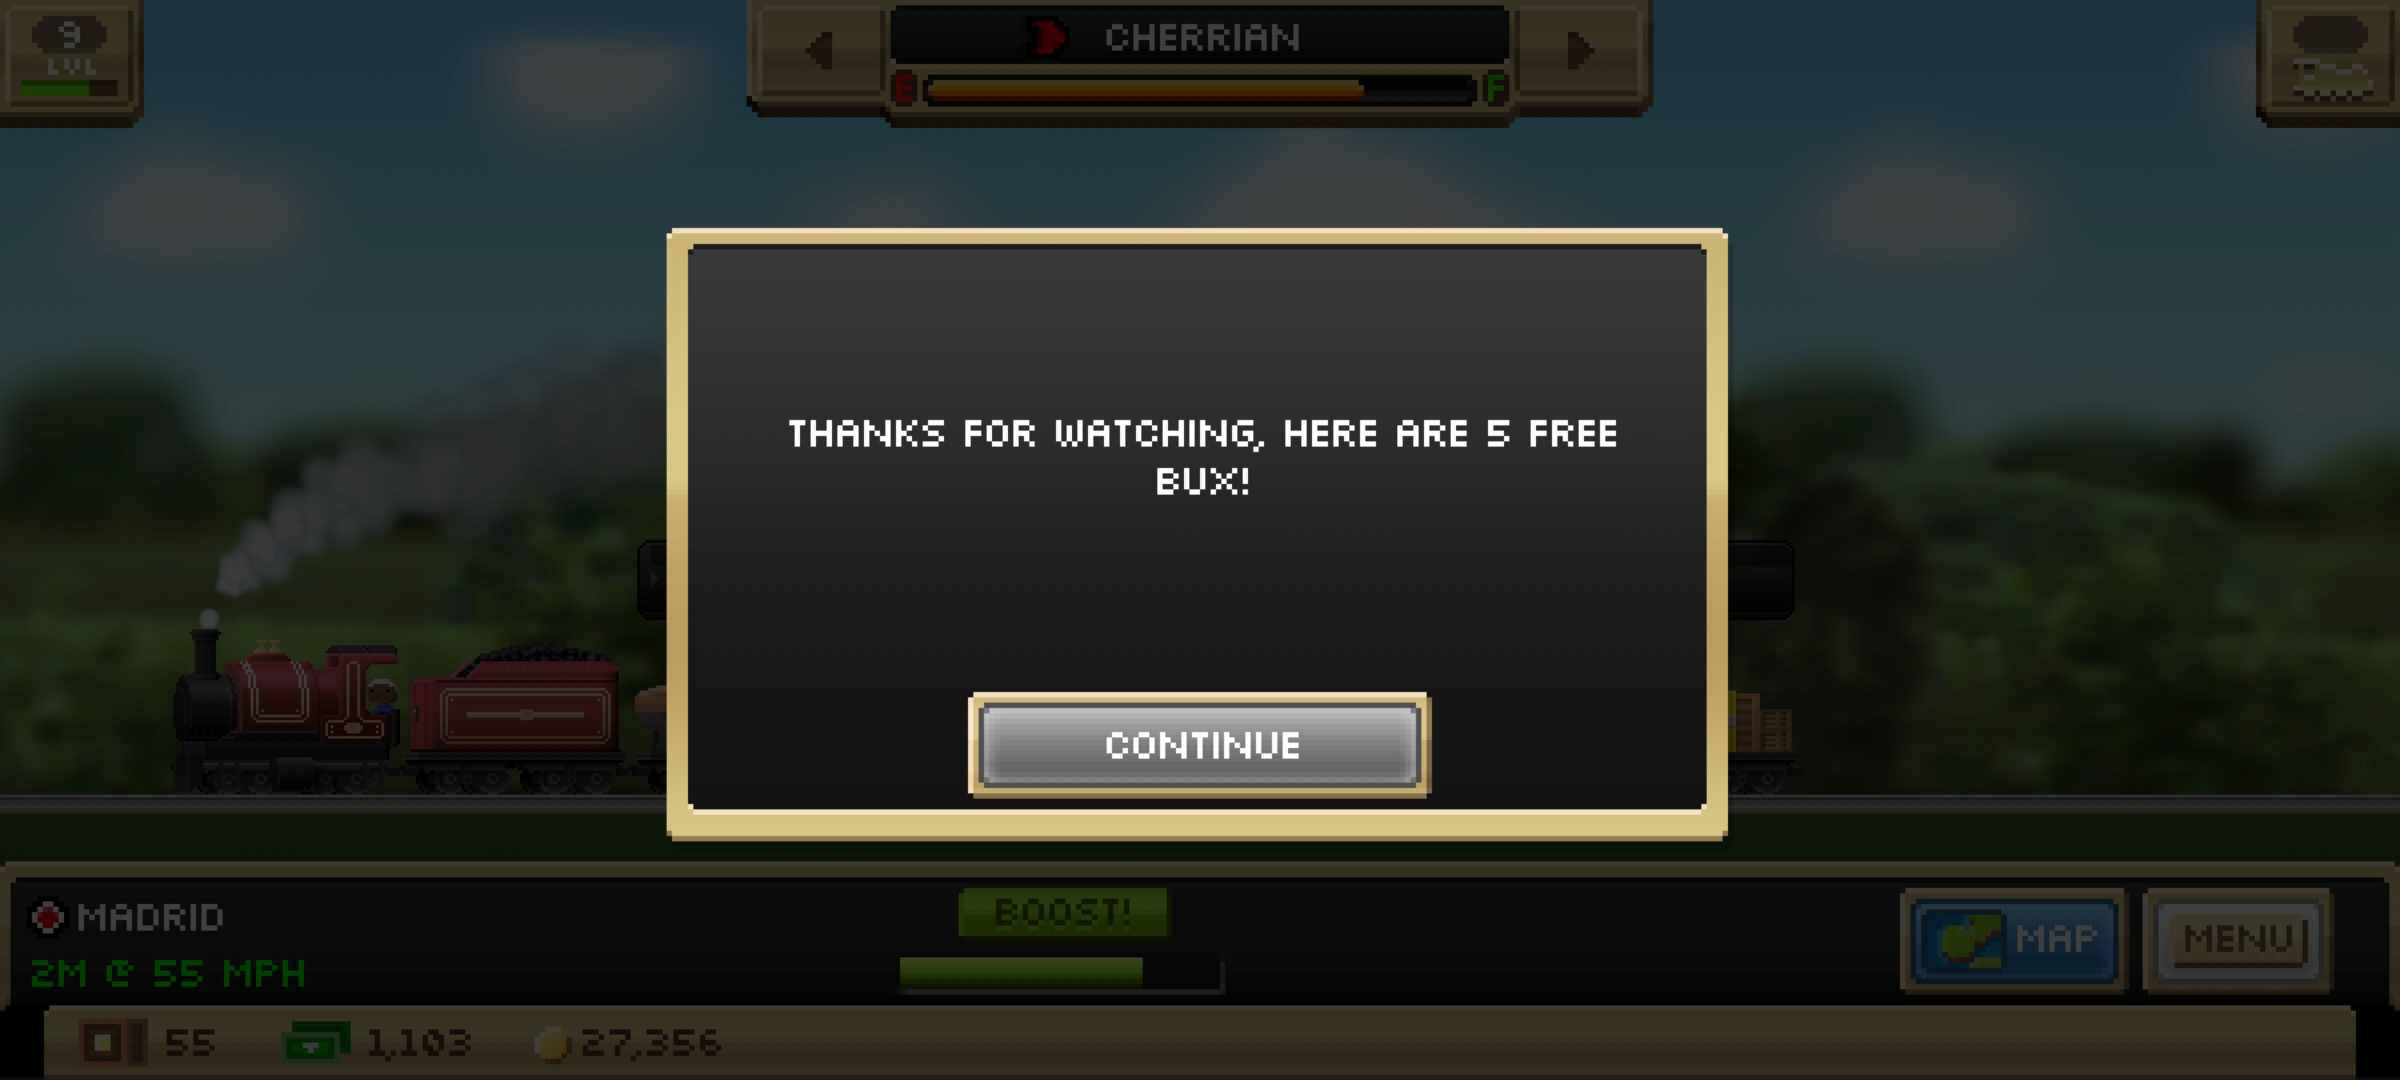 9
LVL
CHERRIAN
E F
THANKS FOR WATCHING, HERE ARE 5 FREE
BUX!
CONTINUE
MADRID
2M @ 55 MPH
BOOST!
MAP
MENU
55 1,103 27,356